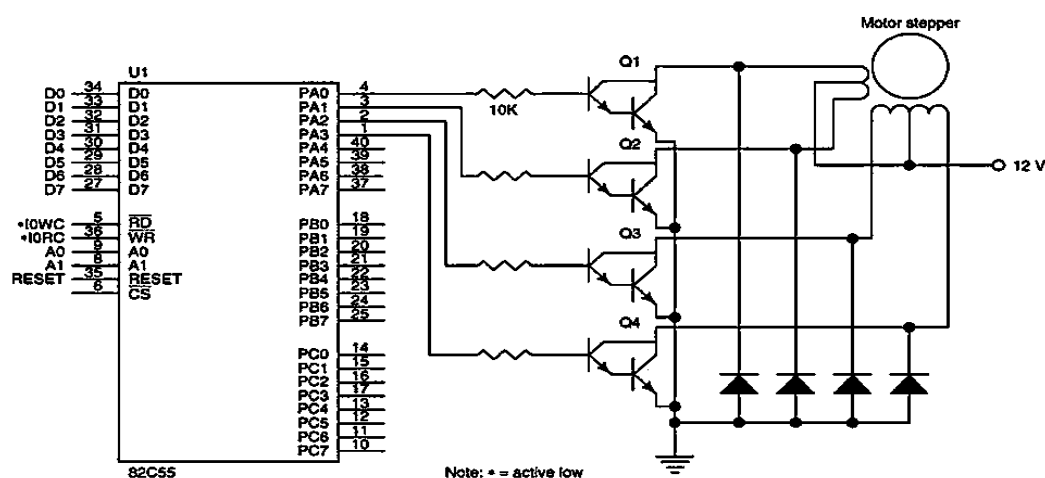 Motor stepper
U1
Q1
34 D0 D0 PA0 4
33 D1 D1 PA1 3
10K
32 D2 D2 PA2 2
31 D3 D3 PA3 1
30 D4 D4 PA4 40
Q2
29 D5 D5 PA5 39
28 D6 D6 PA6 38
27 D7 D7 PA7 37
12 V
*I0WC 5 RD PB0 18
*I0RC 36 WR PB1 19
Q3
A0 9 A0 PB2 20
A1 8 A1 PB3 21
RESET 35 RESET PB4 22
6 CS PB5 23
PB6 24
PB7 25
Q4
PC0 14
PC1 15
PC2 16
PC3 17
PC4 13
PC5 12
PC6 11
PC7 10
82C55
Note: * = active low